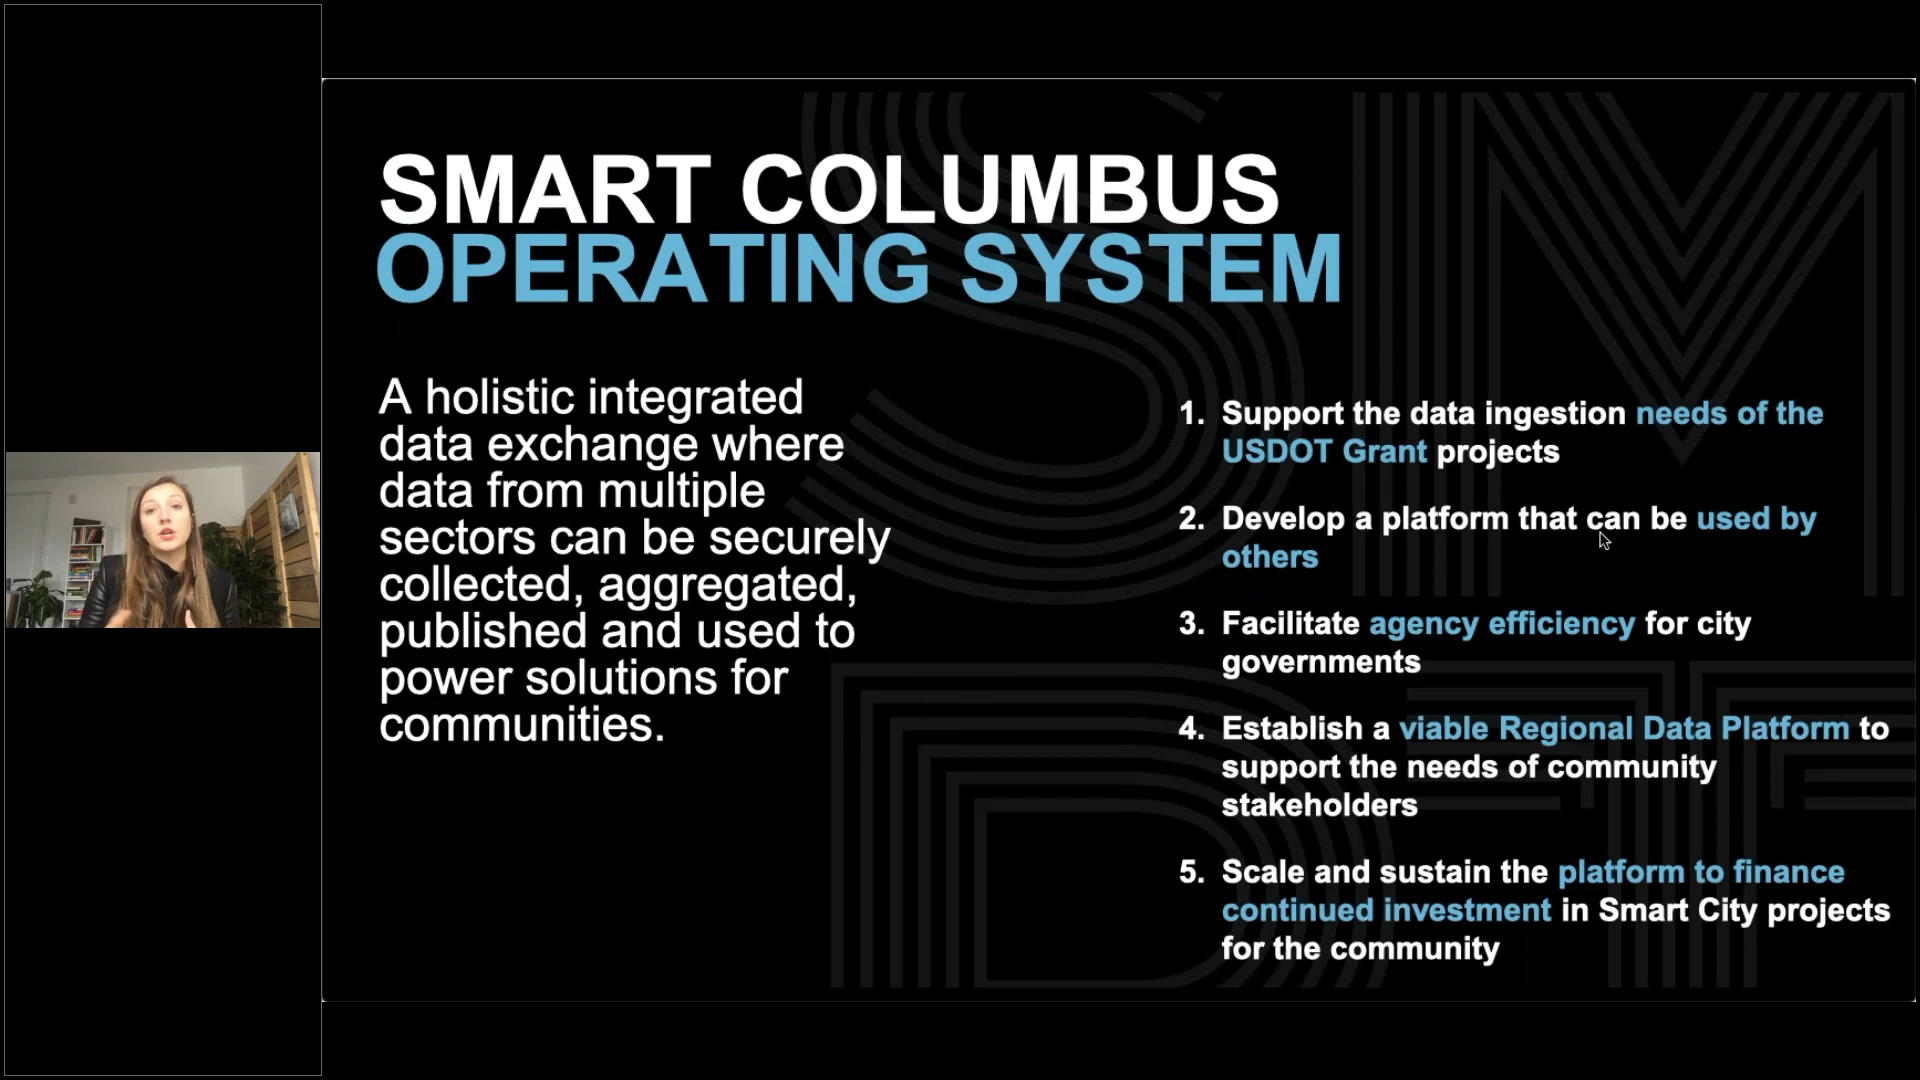 SMART COLUMBUS
OPERATING SYSTEM
A holistic integrated
data exchange where
data from multiple
sectors can be securely
collected, aggregated,
published and used to
power solutions for
communities.
1. Support the data ingestion needs of the
USDOT Grant projects
2. Develop a platform that can be used by
others
3. Facilitate agency efficiency for city
governments
4. Establish a viable Regional Data Platform to
support the needs of community
stakeholders
5. Scale and sustain the platform to finance
continued investment in Smart City projects
for the community